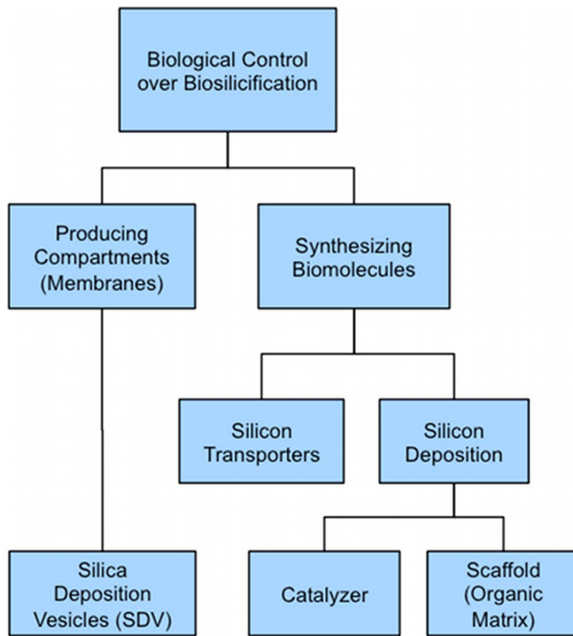 Biological Control
over Biosilicification
Producing
Compartments
(Membranes)
Synthesizing
Biomolecules
Silicon
Transporters
Silicon
Deposition
Silica
Deposition
Vesicles (SDV)
Catalyzer
Scaffold
(Organic
Matrix)